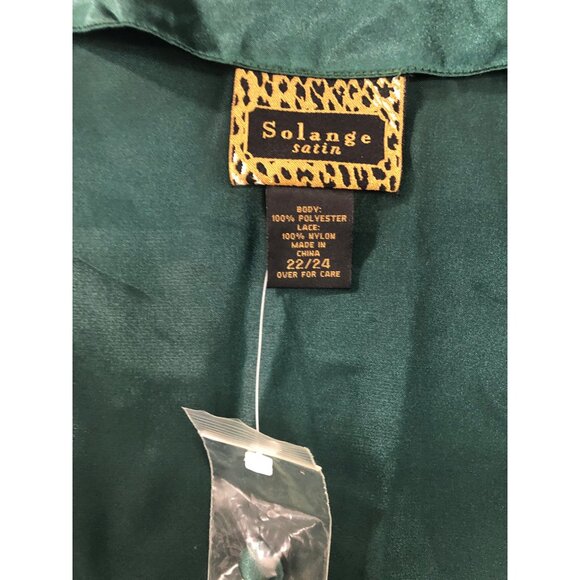 Solange
satin
BODY:
100% POLYESTER
LACE:
100% NYLON
MADE IN
CHINA
22/24
OVER FOR CARE